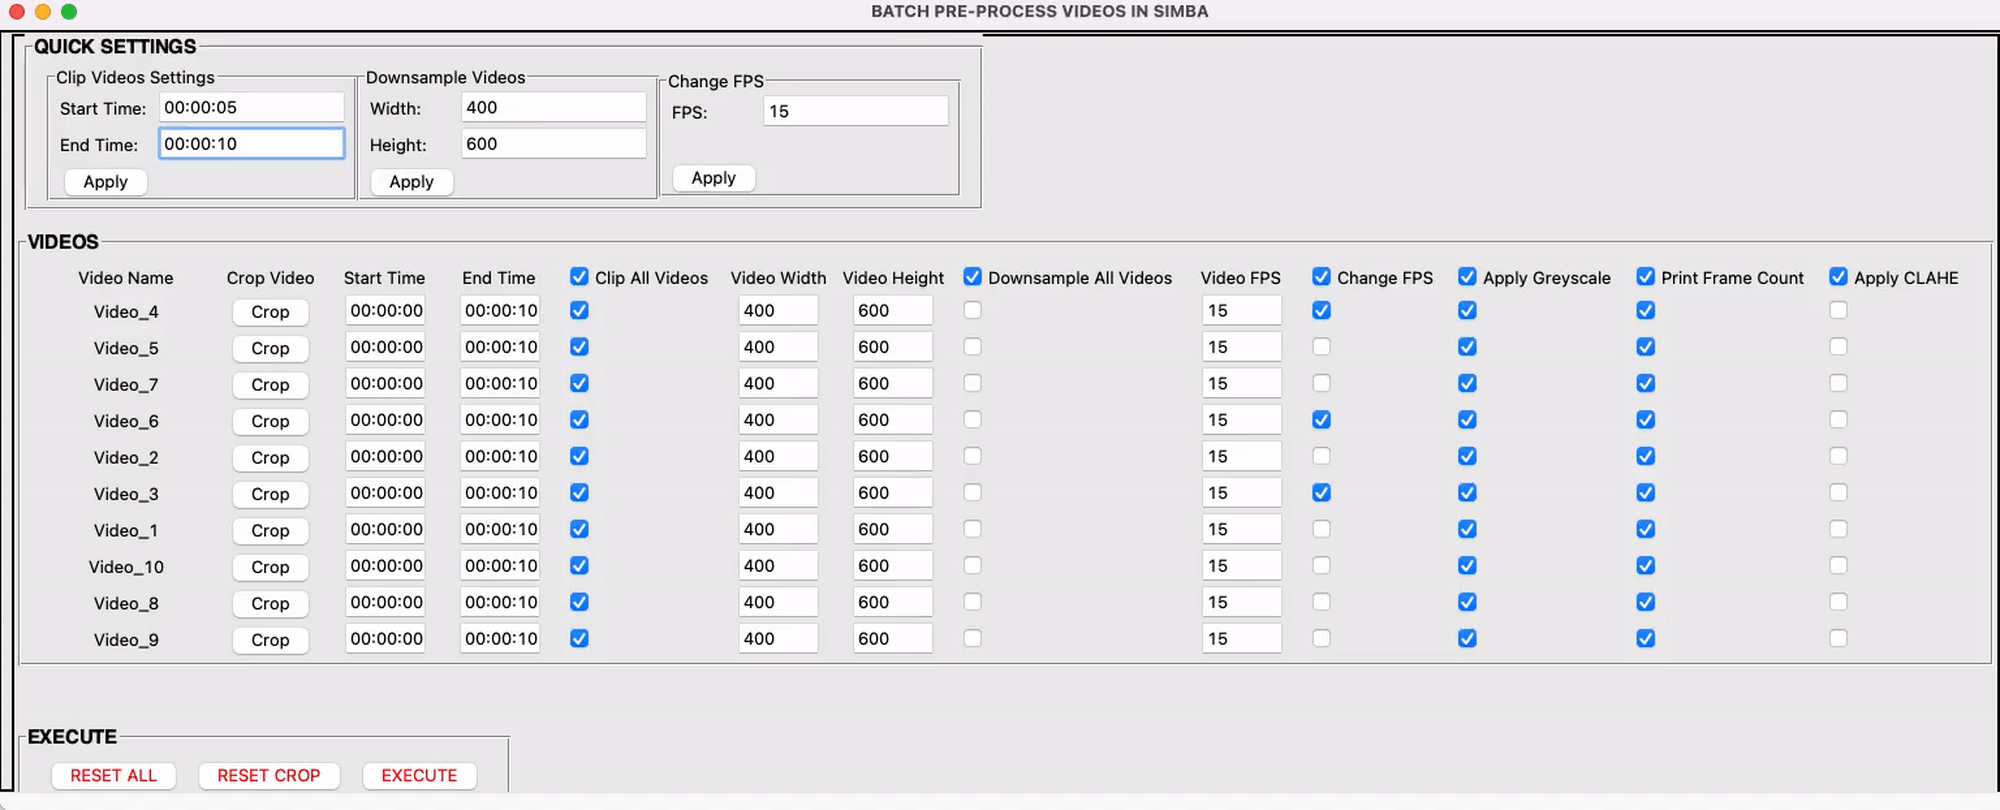 BATCH PRE-PROCESS VIDEOS IN SIMBA
QUICK SETTINGS
Clip Videos Settings
Start Time: 00:00:05
End Time: 00:00:10
Apply
Downsample Videos
Width: 400
Height: 600
Apply
Change FPS
FPS: 15
Apply
VIDEOS
Video Name Crop Video Start Time End Time Clip All Videos Video Width Video Height Downsample All Videos Video FPS Change FPS Apply Greyscale Print Frame Count Apply CLAHE
Video_4 Crop 00:00:00 00:00:10 400 600 15
Video_5 Crop 00:00:00 00:00:10 400 600 15
Video_7 Crop 00:00:00 00:00:10 400 600 15
Video_6 Crop 00:00:00 00:00:10 400 600 15
Video_2 Crop 00:00:00 00:00:10 400 600 15
Video_3 Crop 00:00:00 00:00:10 400 600 15
Video_1 Crop 00:00:00 00:00:10 400 600 15
Video_10 Crop 00:00:00 00:00:10 400 600 15
Video_8 Crop 00:00:00 00:00:10 400 600 15
Video_9 Crop 00:00:00 00:00:10 400 600 15
EXECUTE
RESET ALL RESET CROP EXECUTE